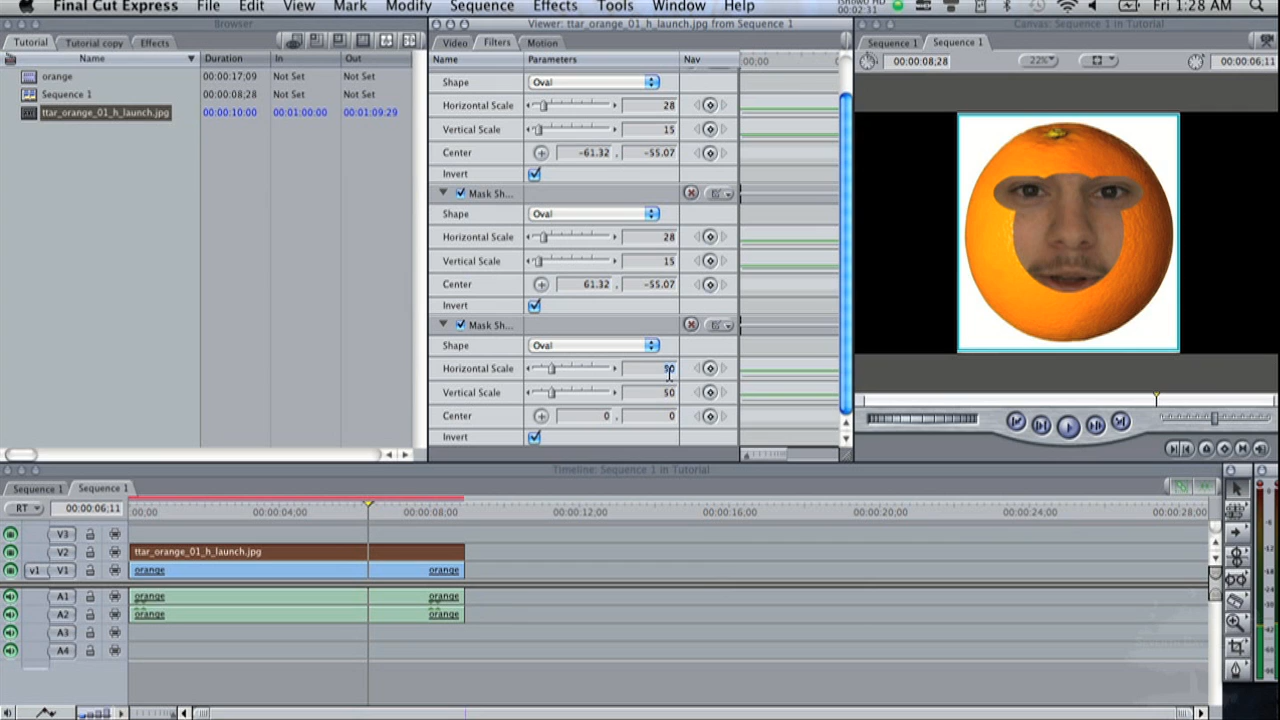 Final Cut Express File Edit View Mark Modify Sequence Effects Tools Window Help 00:02:31 Fri 1:28 AM
Browser
Tutorial Tutorial copy Effects
Name Duration In Out
orange 00:00:17;09 Not Set Not Set
Sequence 1 00:00:08;28 Not Set Not Set
ttar_orange_01_h_launch.jpg 00:00:10:00 00:01:00:00 00:01:09:29
Viewer: ttar_orange_01_h_launch.jpg from Sequence 1
Video Filters Motion
Name Parameters Nav 00;00
Shape Oval
Horizontal Scale 28
Vertical Scale 15
Center -61.32 , -55.07
Invert
Mask Sh...
Shape Oval
Horizontal Scale 28
Vertical Scale 15
Center 61.32 , -55.07
Invert
Mask Sh...
Shape Oval
Horizontal Scale
Vertical Scale 50
Center 0 , 0
Invert
Canvas: Sequence 1 in Tutorial
Sequence 1 Sequence 1
00:00:08;28 22% 00:00:06;11
Timeline: Sequence 1 in Tutorial
Sequence 1 Sequence 1
RT 00:00:06;11 00;00 00:00:04;00 00:00:08;00 00:00:12;00 00:00:16;00 00:00:20;00 00:00:24;00 00:00:28;00
V3
V2 ttar_orange_01_h_launch.jpg
v1 V1 orange orange
A1 orange orange
A2 orange orange
A3
A4